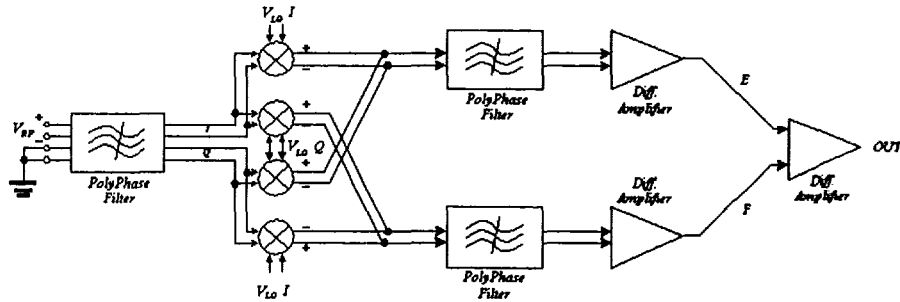 V_LO I
+
−
PolyPhase
Filter
Diff.
Amplifier
E
+
V_RF
−
I
Q
PolyPhase
Filter
+
−
V_LO Q
+
−
OUT
Diff.
Amplifier
Diff.
Amplifier
F
−
+
PolyPhase
Filter
V_LO I